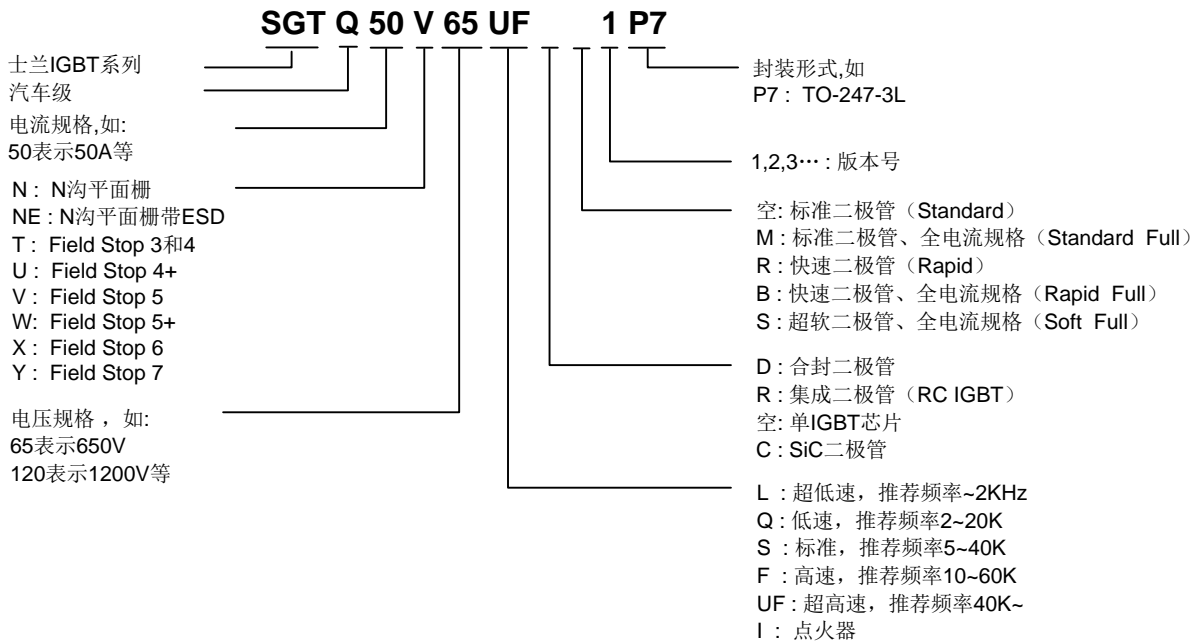 SGT Q 50 V 65 UF 1 P7
士兰IGBT系列
汽车级
电流规格,如:
50表示50A等
N : N沟平面栅
NE : N沟平面栅带ESD
T : Field Stop 3和4
U : Field Stop 4+
V : Field Stop 5
W: Field Stop 5+
X : Field Stop 6
Y : Field Stop 7
电压规格 ，如:
65表示650V
120表示1200V等
封装形式,如
P7 : TO-247-3L
1,2,3… : 版本号
空: 标准二极管（Standard）
M : 标准二极管、全电流规格（Standard Full）
R : 快速二极管（Rapid）
B : 快速二极管、全电流规格（Rapid Full）
S : 超软二极管、全电流规格（Soft Full）
D : 合封二极管
R : 集成二极管（RC IGBT）
空: 单IGBT芯片
C : SiC二极管
L : 超低速，推荐频率~2KHz
Q : 低速，推荐频率2~20K
S : 标准，推荐频率5~40K
F : 高速，推荐频率10~60K
UF : 超高速，推荐频率40K~
I : 点火器